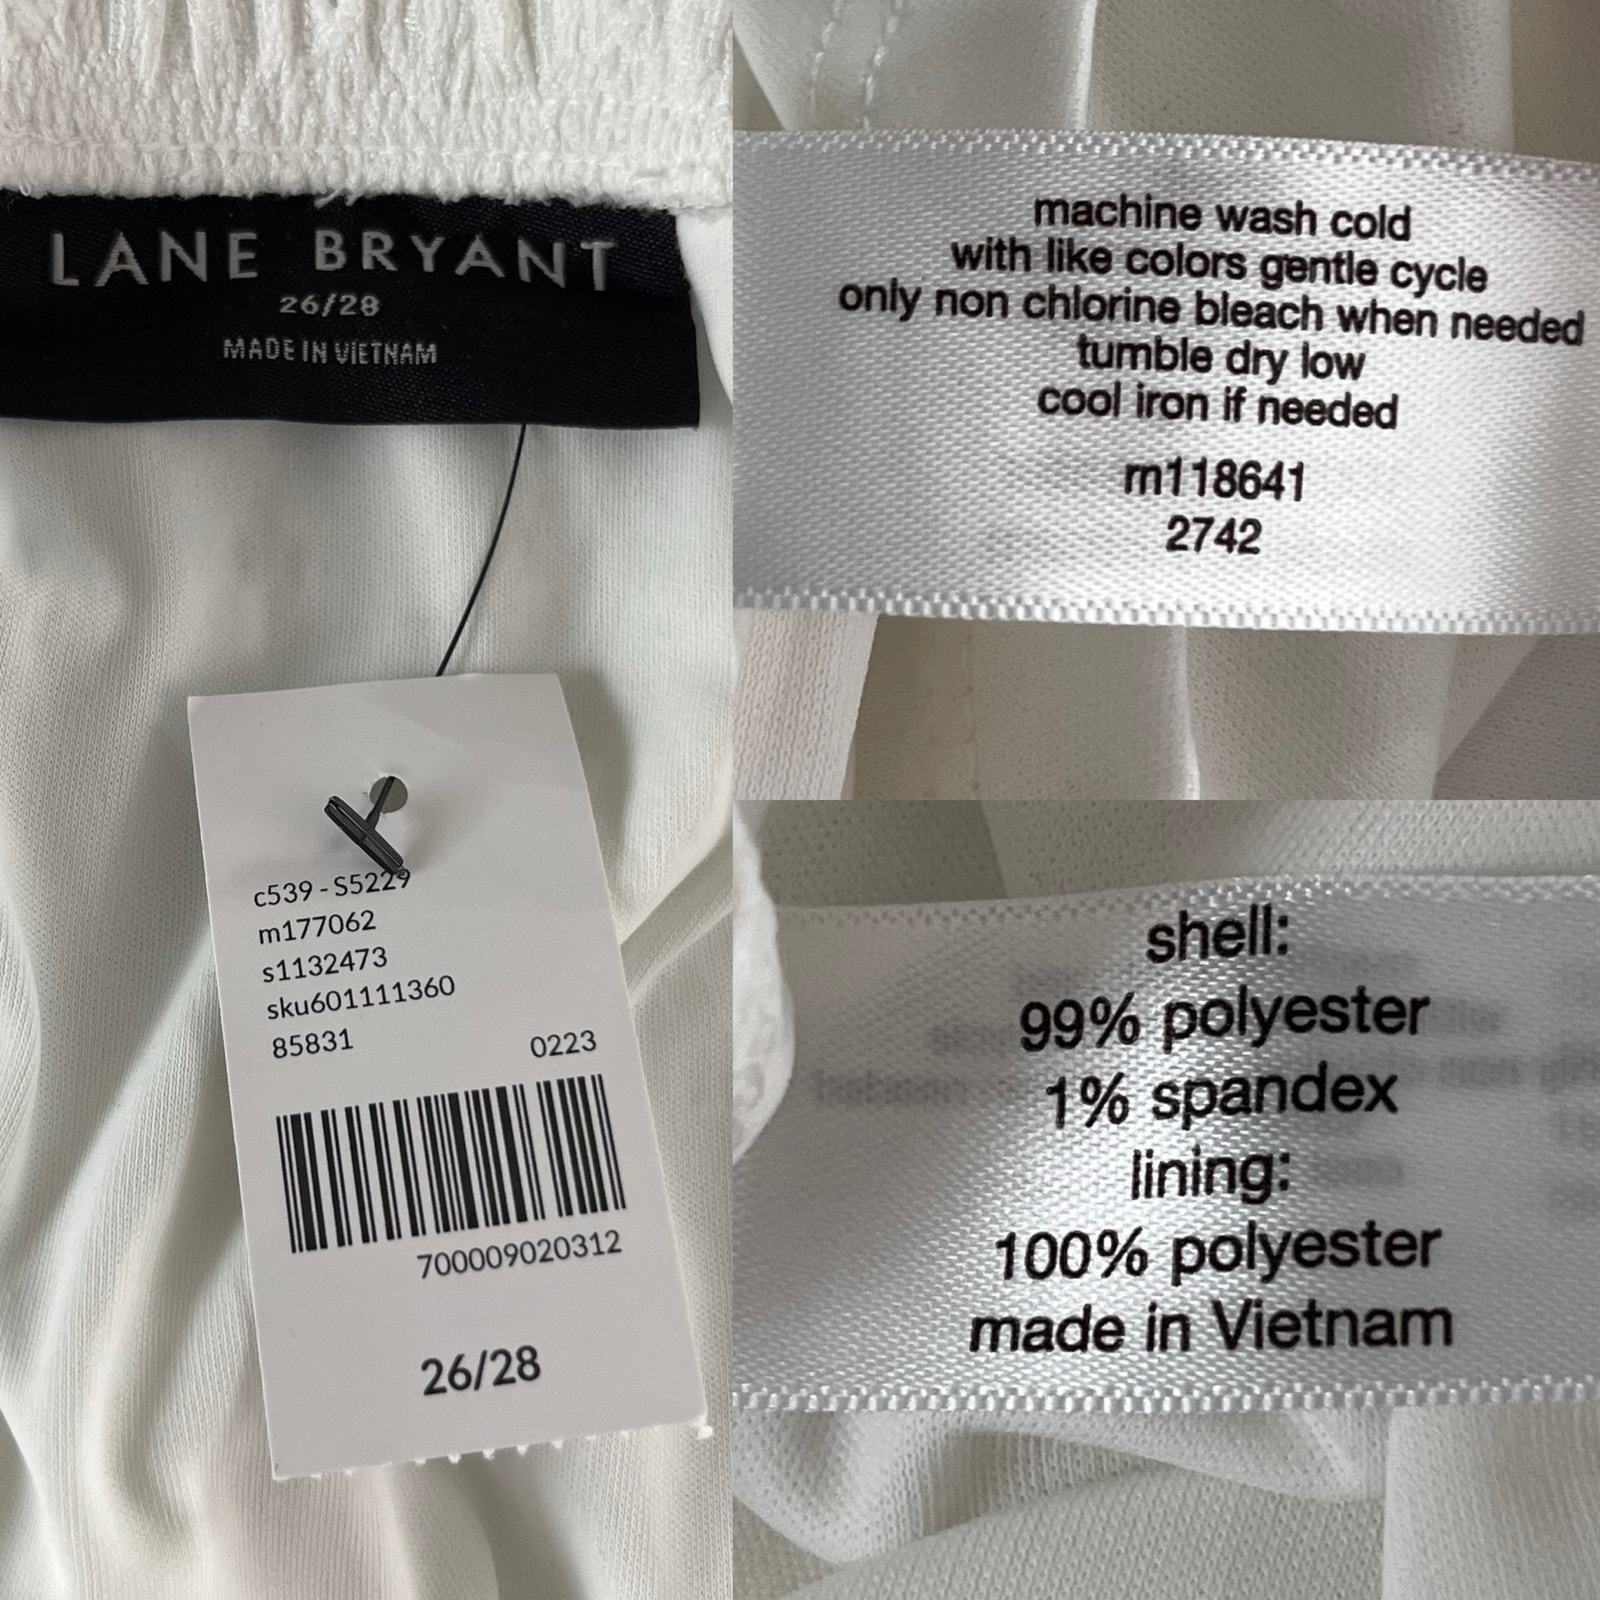 LANE BRYANT
26/28
MADE IN VIETNAM
c539 - S5229
m177062
s1132473
sku601111360
85831
0223
700009020312
26/28
machine wash cold
with like colors gentle cycle
only non chlorine bleach when needed
tumble dry low
cool iron if needed
m118641
2742
shell:
99% polyester
1% spandex
lining:
100% polyester
made in Vietnam